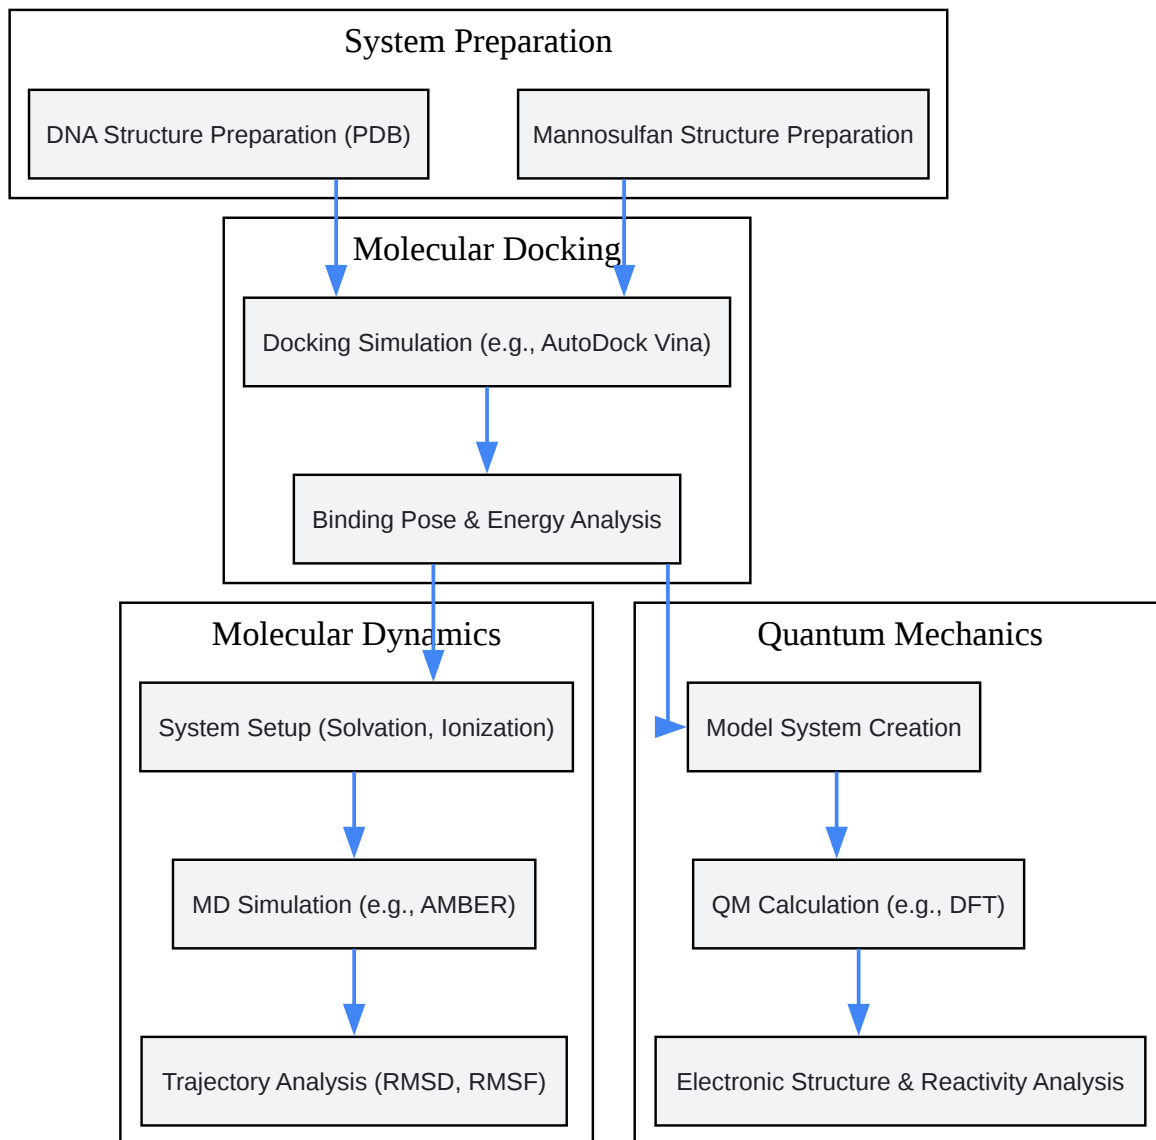 System Preparation
DNA Structure Preparation (PDB)
Mannosulfan Structure Preparation
Molecular Docking
Docking Simulation (e.g., AutoDock Vina)
Binding Pose & Energy Analysis
Molecular Dynamics
System Setup (Solvation, Ionization)
MD Simulation (e.g., AMBER)
Trajectory Analysis (RMSD, RMSF)
Quantum Mechanics
Model System Creation
QM Calculation (e.g., DFT)
Electronic Structure & Reactivity Analysis